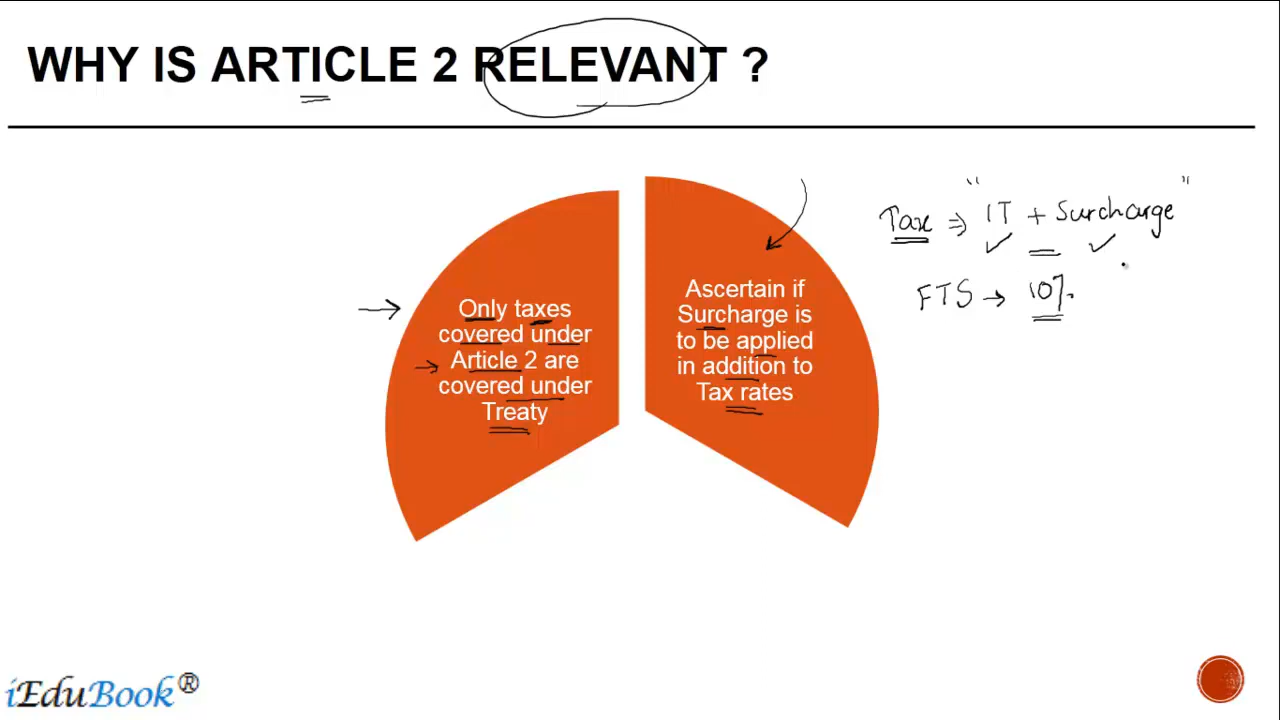 WHY IS ARTICLE 2 RELEVANT ?
Only taxes
covered under
Article 2 are
covered under
Treaty
Ascertain if
Surcharge is
to be applied
in addition to
Tax rates
Tax ⇒ "IT + Surcharge"
FTS → 10%
iEduBook®